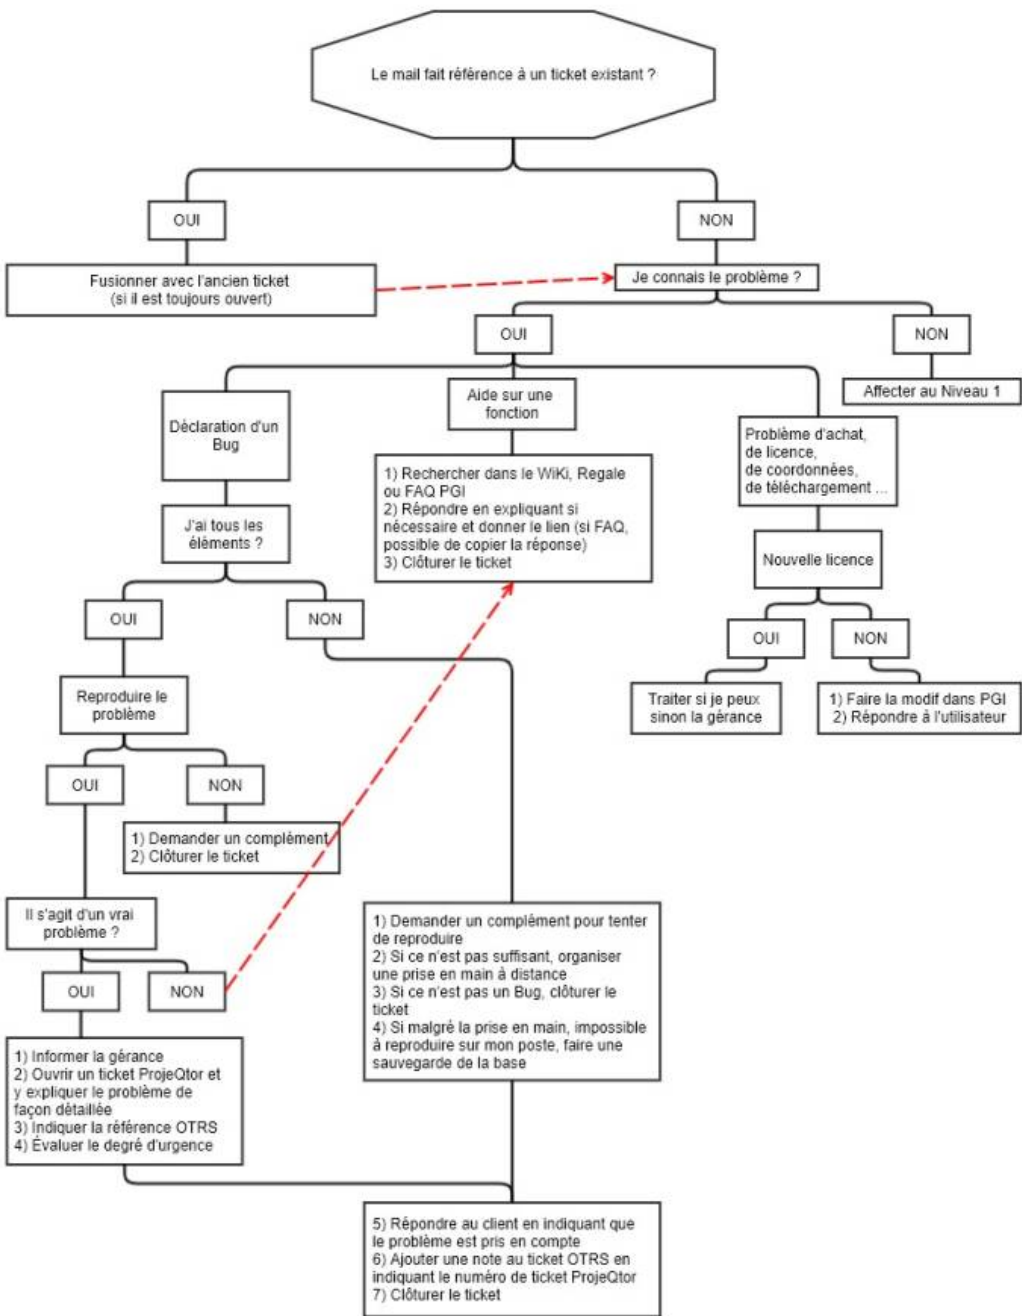 Le mail fait référence à un ticket existant ?
OUI
NON
Fusionner avec l'ancien ticket
(si il est toujours ouvert)
Je connais le problème ?
OUI
NON
Affecter au Niveau 1
Dèclaration d'un
Bug
Aide sur une
fonction
Problème d'achat,
de licence,
de coordonnées,
de téléchargement ...
1) Rechercher dans le WiKi, Regale
ou FAQ PGI
2) Répondre en expliquant si
nécessaire et donner le lien (si FAQ,
possible de copier la réponse)
3) Clôturer le ticket
J'ai tous les
élèments ?
Nouvelle licence
OUI
NON
OUI
NON
Reproduire le
problème
Traiter si je peux
sinon la gérance
1) Faire la modif dans PGI
2) Répondre à l'utilisateur
OUI
NON
1) Demander un complément
2) Clôturer le ticket
Il s'agit d'un vrai
problème ?
OUI
NON
1) Demander un complément pour tenter
de reproduire
2) Si ce n'est pas suffisant, organiser
une prise en main à distance
3) Si ce n'est pas un Bug, clôturer le
ticket
4) Si malgré la prise en main, impossible
à reproduire sur mon poste, faire une
sauvegarde de la base
1) Informer la gérance
2) Ouvrir un ticket ProjeQtor et
y expliquer le problème de
façon détaillée
3) Indiquer la référence OTRS
4) Évaluer le degré d'urgence
5) Répondre au client en indiquant que
le problème est pris en compte
6) Ajouter une note au ticket OTRS en
indiquant le numéro de ticket ProjeQtor
7) Clôturer le ticket